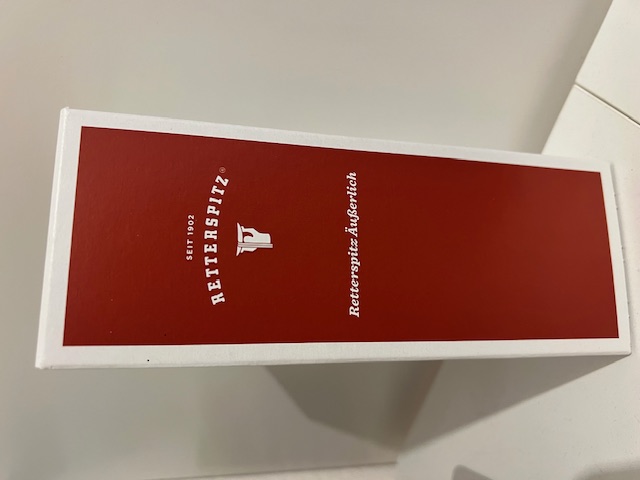 SEIT 1902
RETTERSPITZ®
Retterspitz Äußerlich